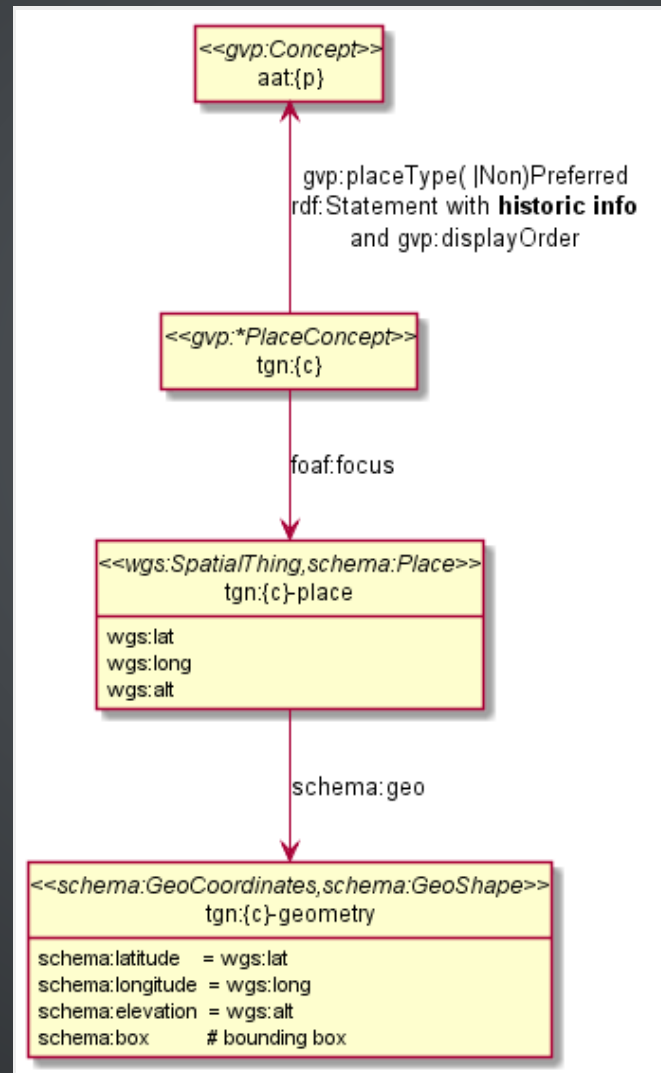 <<gvp:Concept>>
aat:{p}
gvp:placeType( |Non)Preferred
rdf:Statement with historic info
and gvp:displayOrder
<<gvp:*PlaceConcept>>
tgn:{c}
foaf:focus
<<wgs:SpatialThing,schema:Place>>
tgn:{c}-place
wgs:lat
wgs:long
wgs:alt
schema:geo
<<schema:GeoCoordinates,schema:GeoShape>>
tgn:{c}-geometry
schema:latitude = wgs:lat
schema:longitude = wgs:long
schema:elevation = wgs:alt
schema:box # bounding box